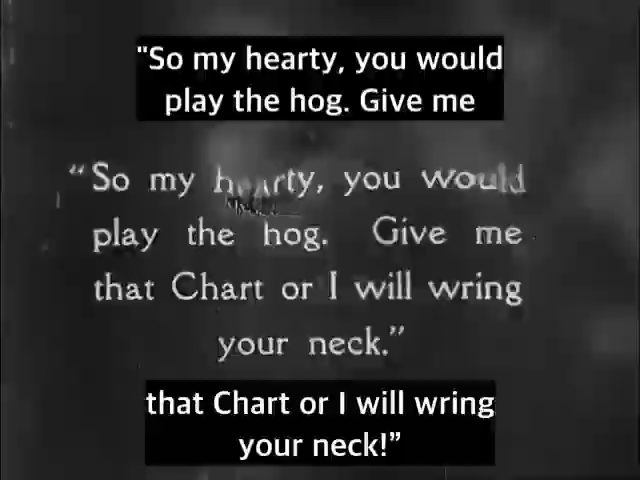 "So my hearty, you would
play the hog. Give me
“So my hearty, you would
play the hog. Give me
that Chart or I will wring
your neck.”
that Chart or I will wring
your neck!”